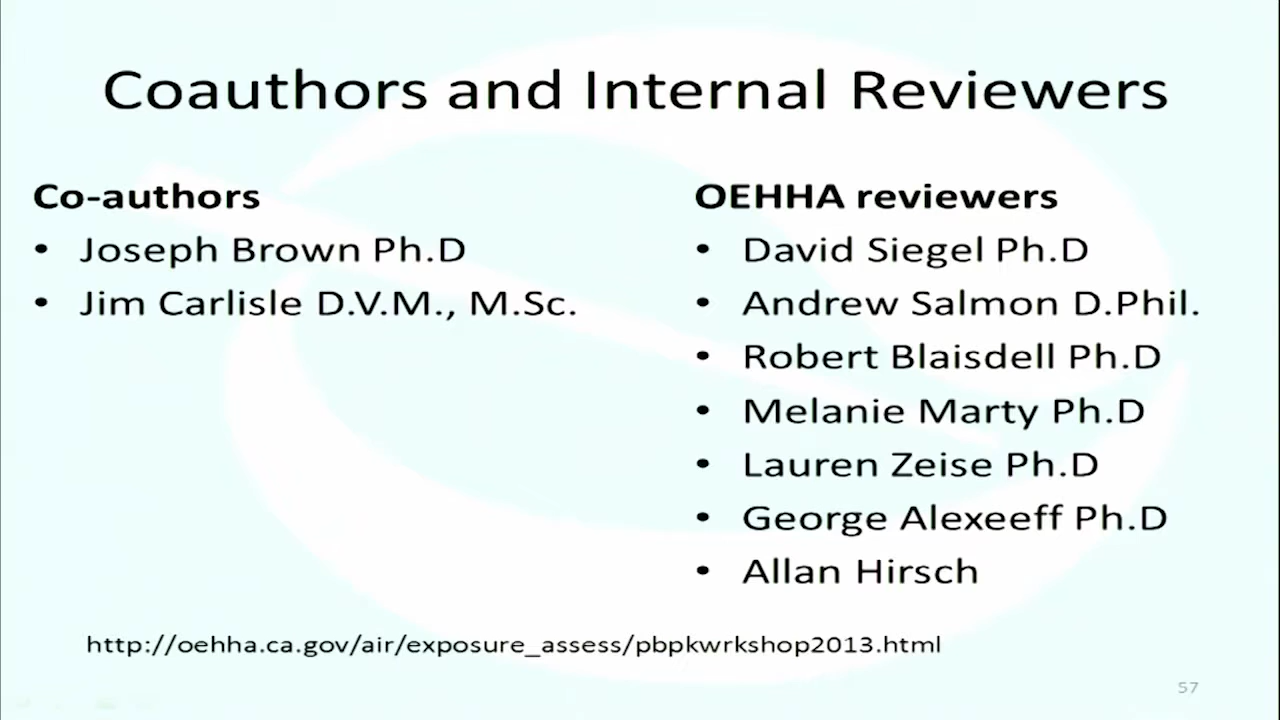 Coauthors and Internal Reviewers
Co-authors
• Joseph Brown Ph.D
• Jim Carlisle D.V.M., M.Sc.
OEHHA reviewers
• David Siegel Ph.D
• Andrew Salmon D.Phil.
• Robert Blaisdell Ph.D
• Melanie Marty Ph.D
• Lauren Zeise Ph.D
• George Alexeeff Ph.D
• Allan Hirsch
http://oehha.ca.gov/air/exposure_assess/pbpkwrkshop2013.html
57